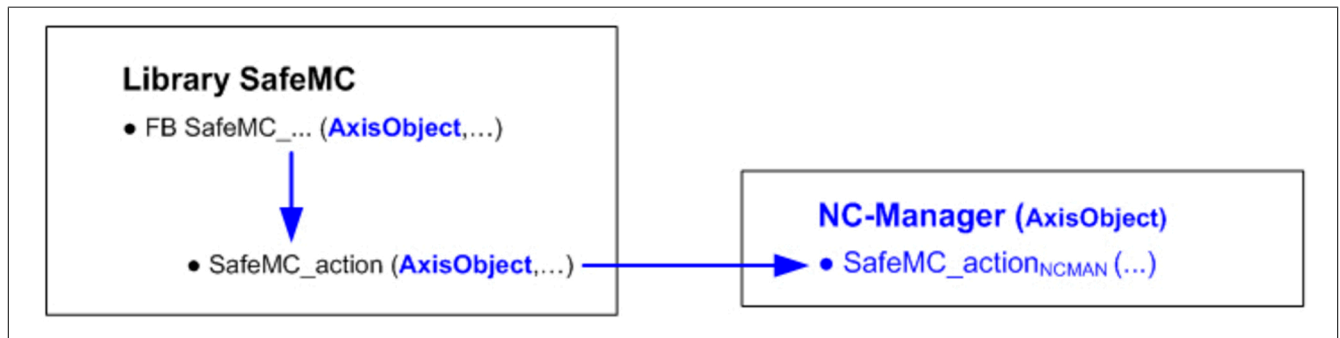 Library SafeMC
● FB SafeMC_... (AxisObject,...)
● SafeMC_action (AxisObject,...)
NC-Manager (AxisObject)
● SafeMC_actionNCMAN (...)